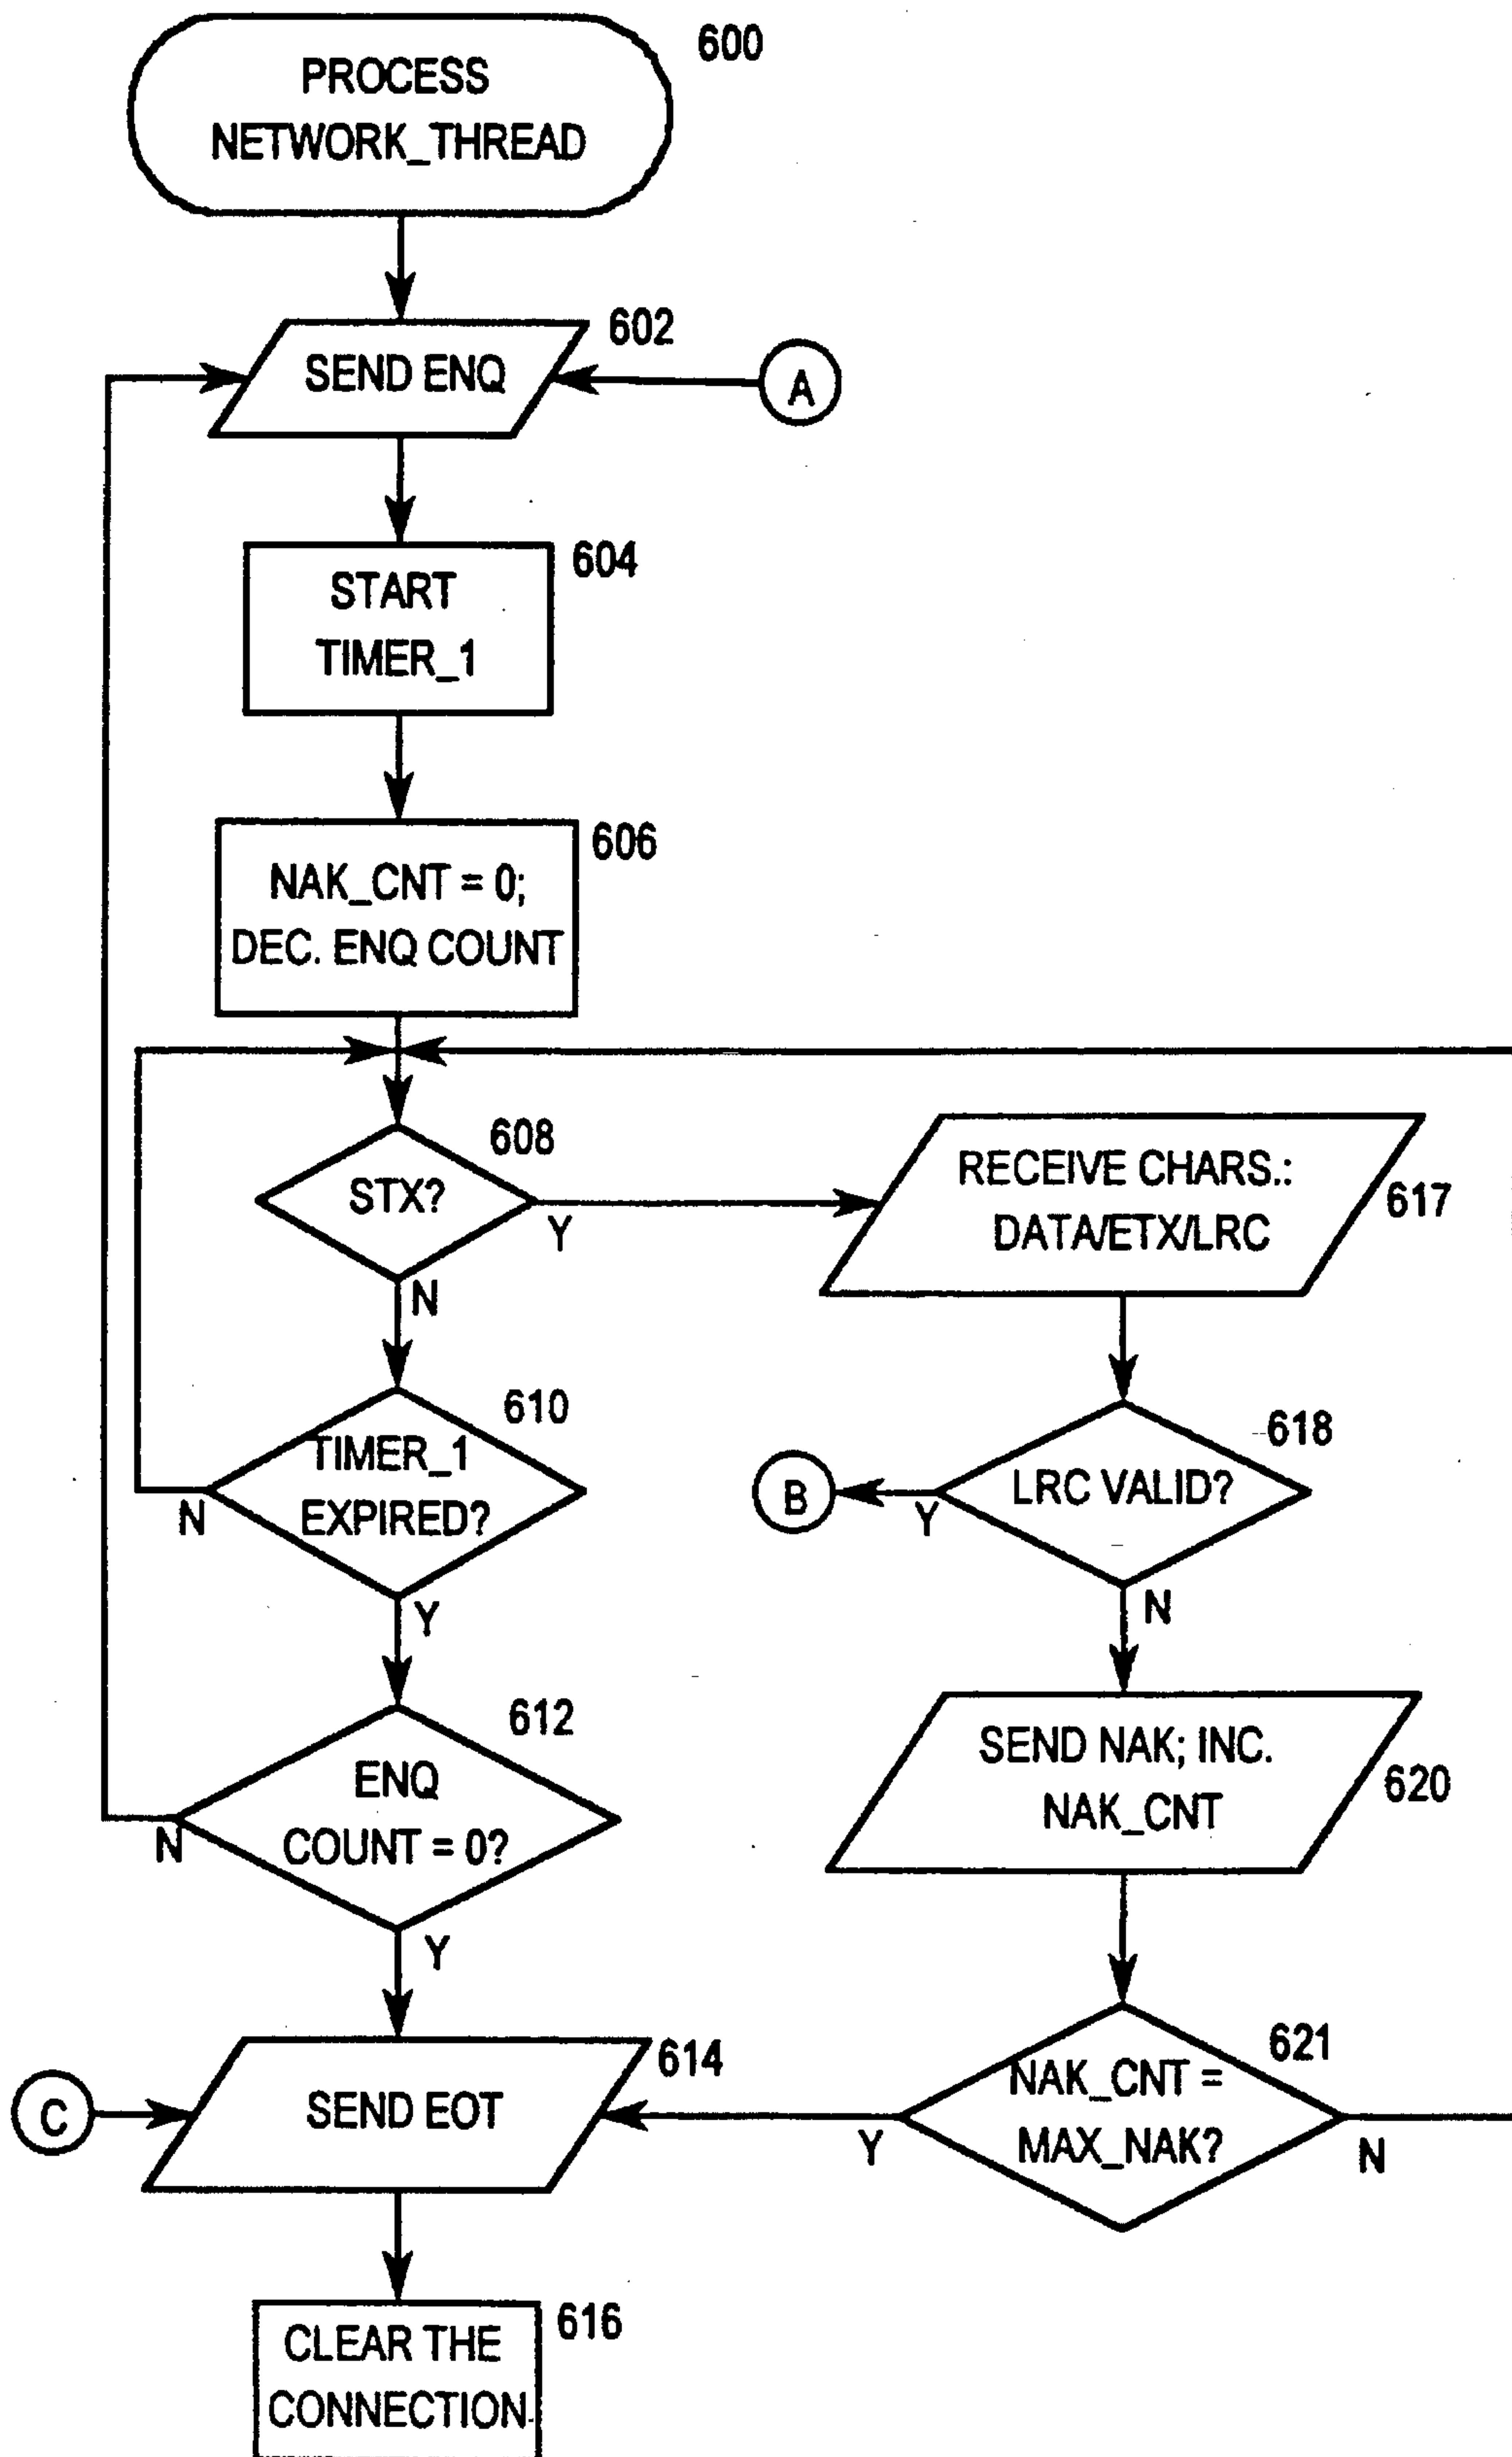 600
PROCESS
NETWORK_THREAD
602
SEND ENQ
A
604
START
TIMER_1
606
NAK_CNT = 0;
DEC. ENQ COUNT
608
STX?
Y
N
RECEIVE CHARS.:
DATA/ETX/LRC
617
610
TIMER_1
EXPIRED?
N
Y
618
LRC VALID?
B
Y
N
612
ENQ
COUNT = 0?
N
Y
SEND NAK; INC.
NAK_CNT
620
614
SEND EOT
C
621
NAK_CNT =
MAX_NAK?
Y
N
616
CLEAR THE
CONNECTION